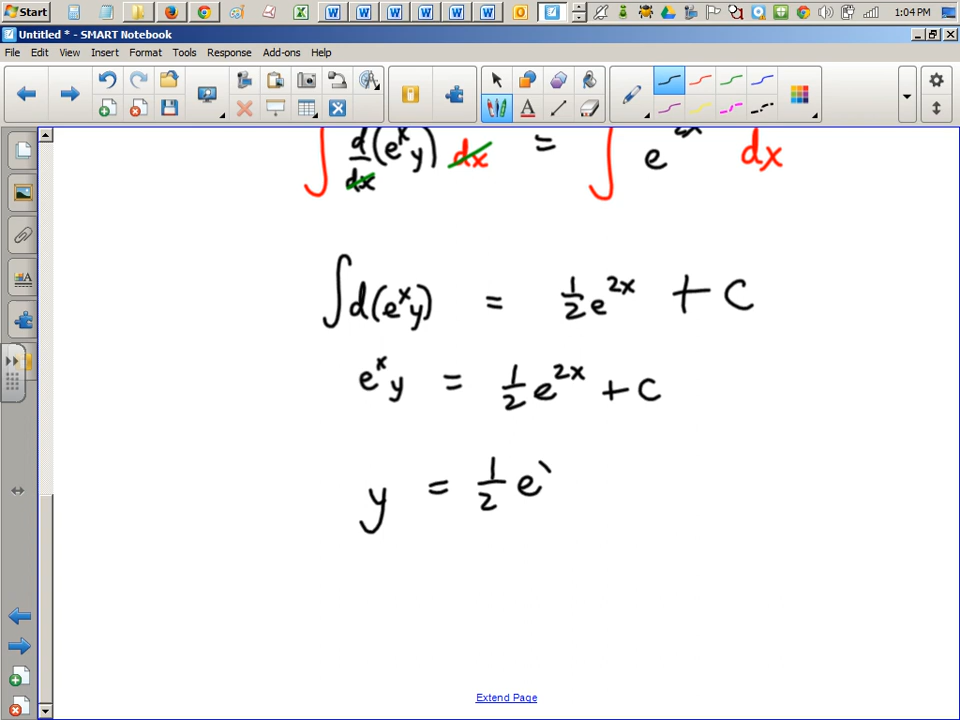 Start
1:04 PM
Untitled * - SMART Notebook
File Edit View Insert Format Tools Response Add-ons Help
∫ d/dx (e^x y) dx = ∫ e^2x dx
∫ d(e^x y) = 1/2 e^2x + C
e^x y = 1/2 e^2x + C
y = 1/2 e
Extend Page